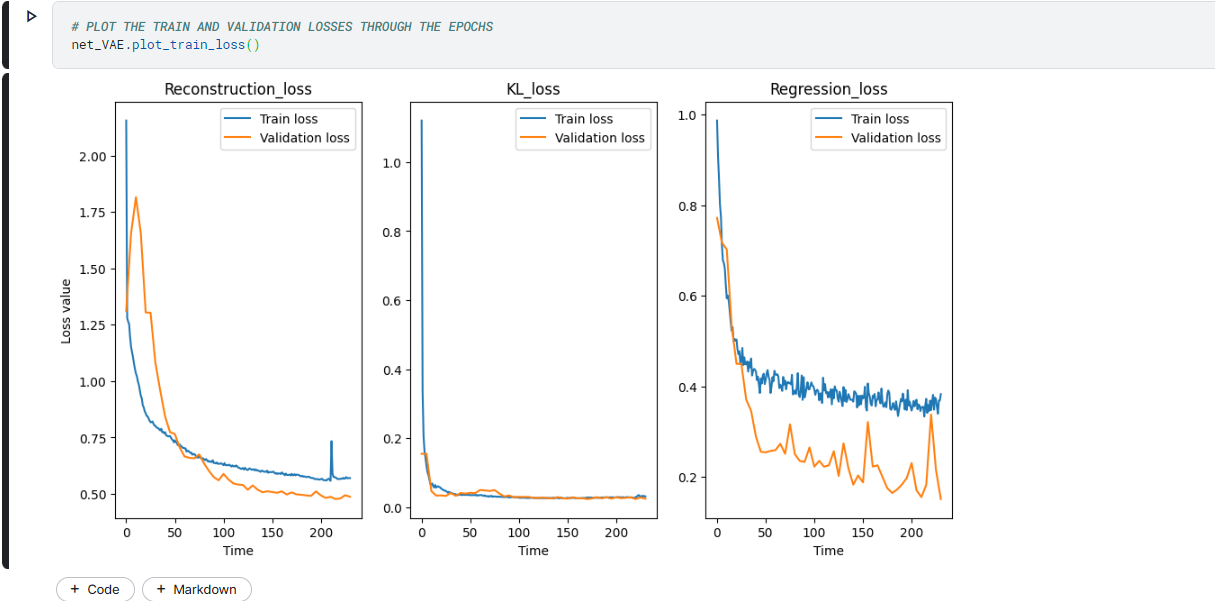 # PLOT THE TRAIN AND VALIDATION LOSSES THROUGH THE EPOCHS
net_VAE.plot_train_loss()
Reconstruction_loss
Train loss
Validation loss
2.00
1.75
1.50
1.25
1.00
0.75
0.50
Loss value
0
50
100
150
200
Time
KL_loss
Train loss
Validation loss
1.0
0.8
0.6
0.4
0.2
0.0
0
50
100
150
200
Time
Regression_loss
Train loss
Validation loss
1.0
0.8
0.6
0.4
0.2
0
50
100
150
200
Time
+ Code
+ Markdown